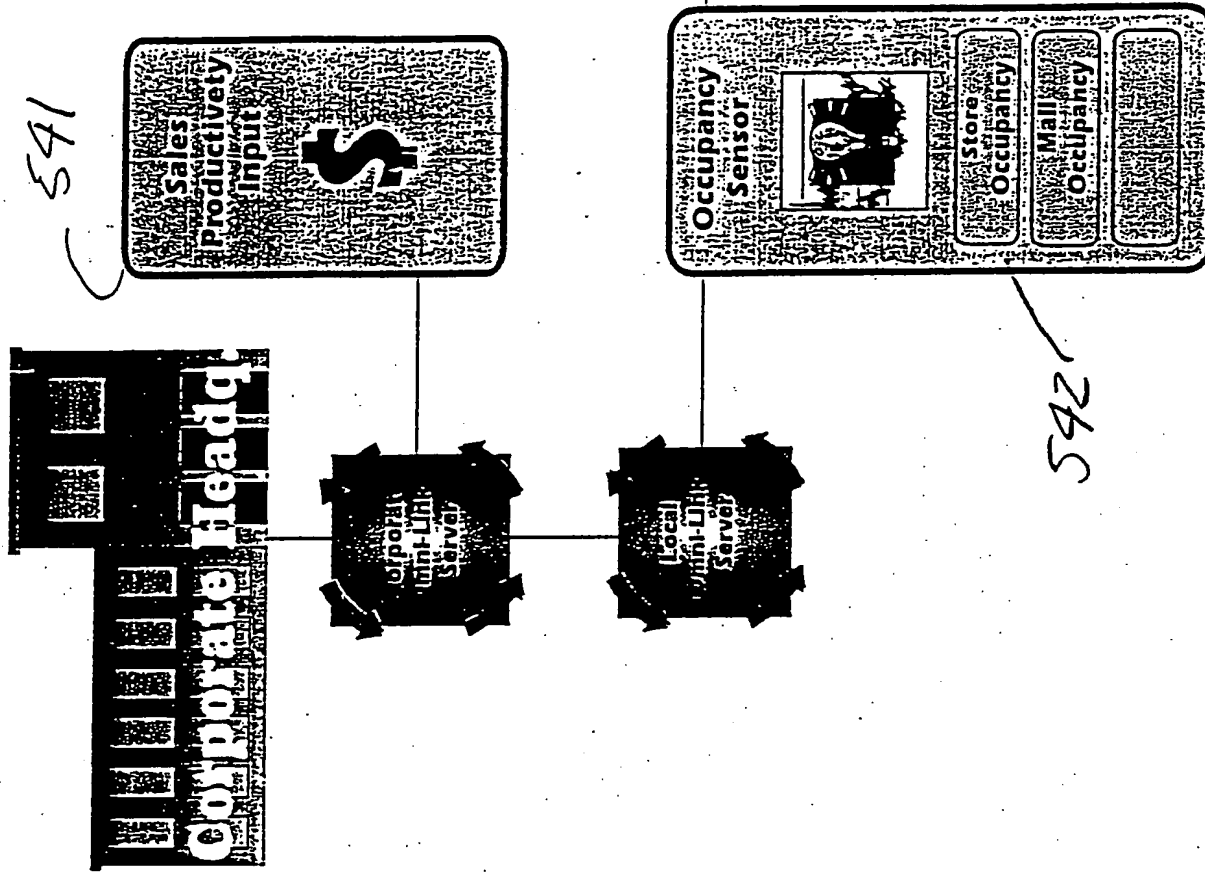 Corporate Headq
541
Sales
Productivety
Input
$
Server
Local
Server
Occupancy
Sensor
Store
Occupancy
Mall
Occupancy
542